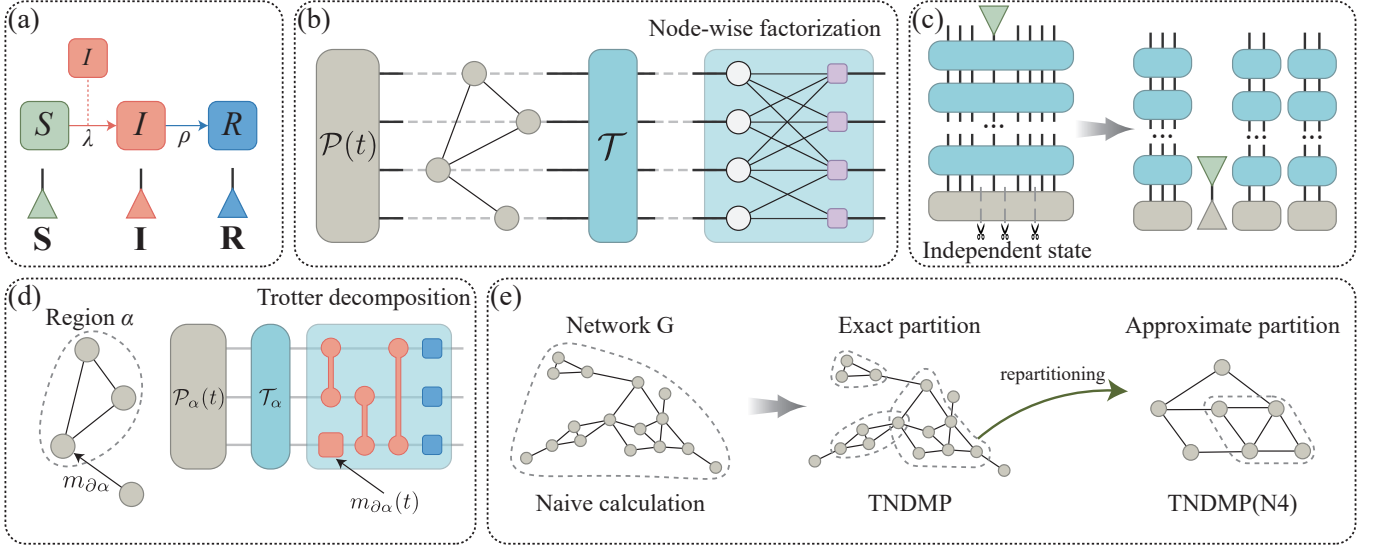 (a)
I
S
λ
I
ρ
R
S
I
R
(b)
Node-wise factorization
𝒫(t)
𝒯
(c)
...
...
...
...
Independent state
(d)
Trotter decomposition
Region α
𝒫α(t)
𝒯α
m∂α
m∂α(t)
(e)
Network G
Exact partition
Approximate partition
repartitioning
Naive calculation
TNDMP
TNDMP(N4)